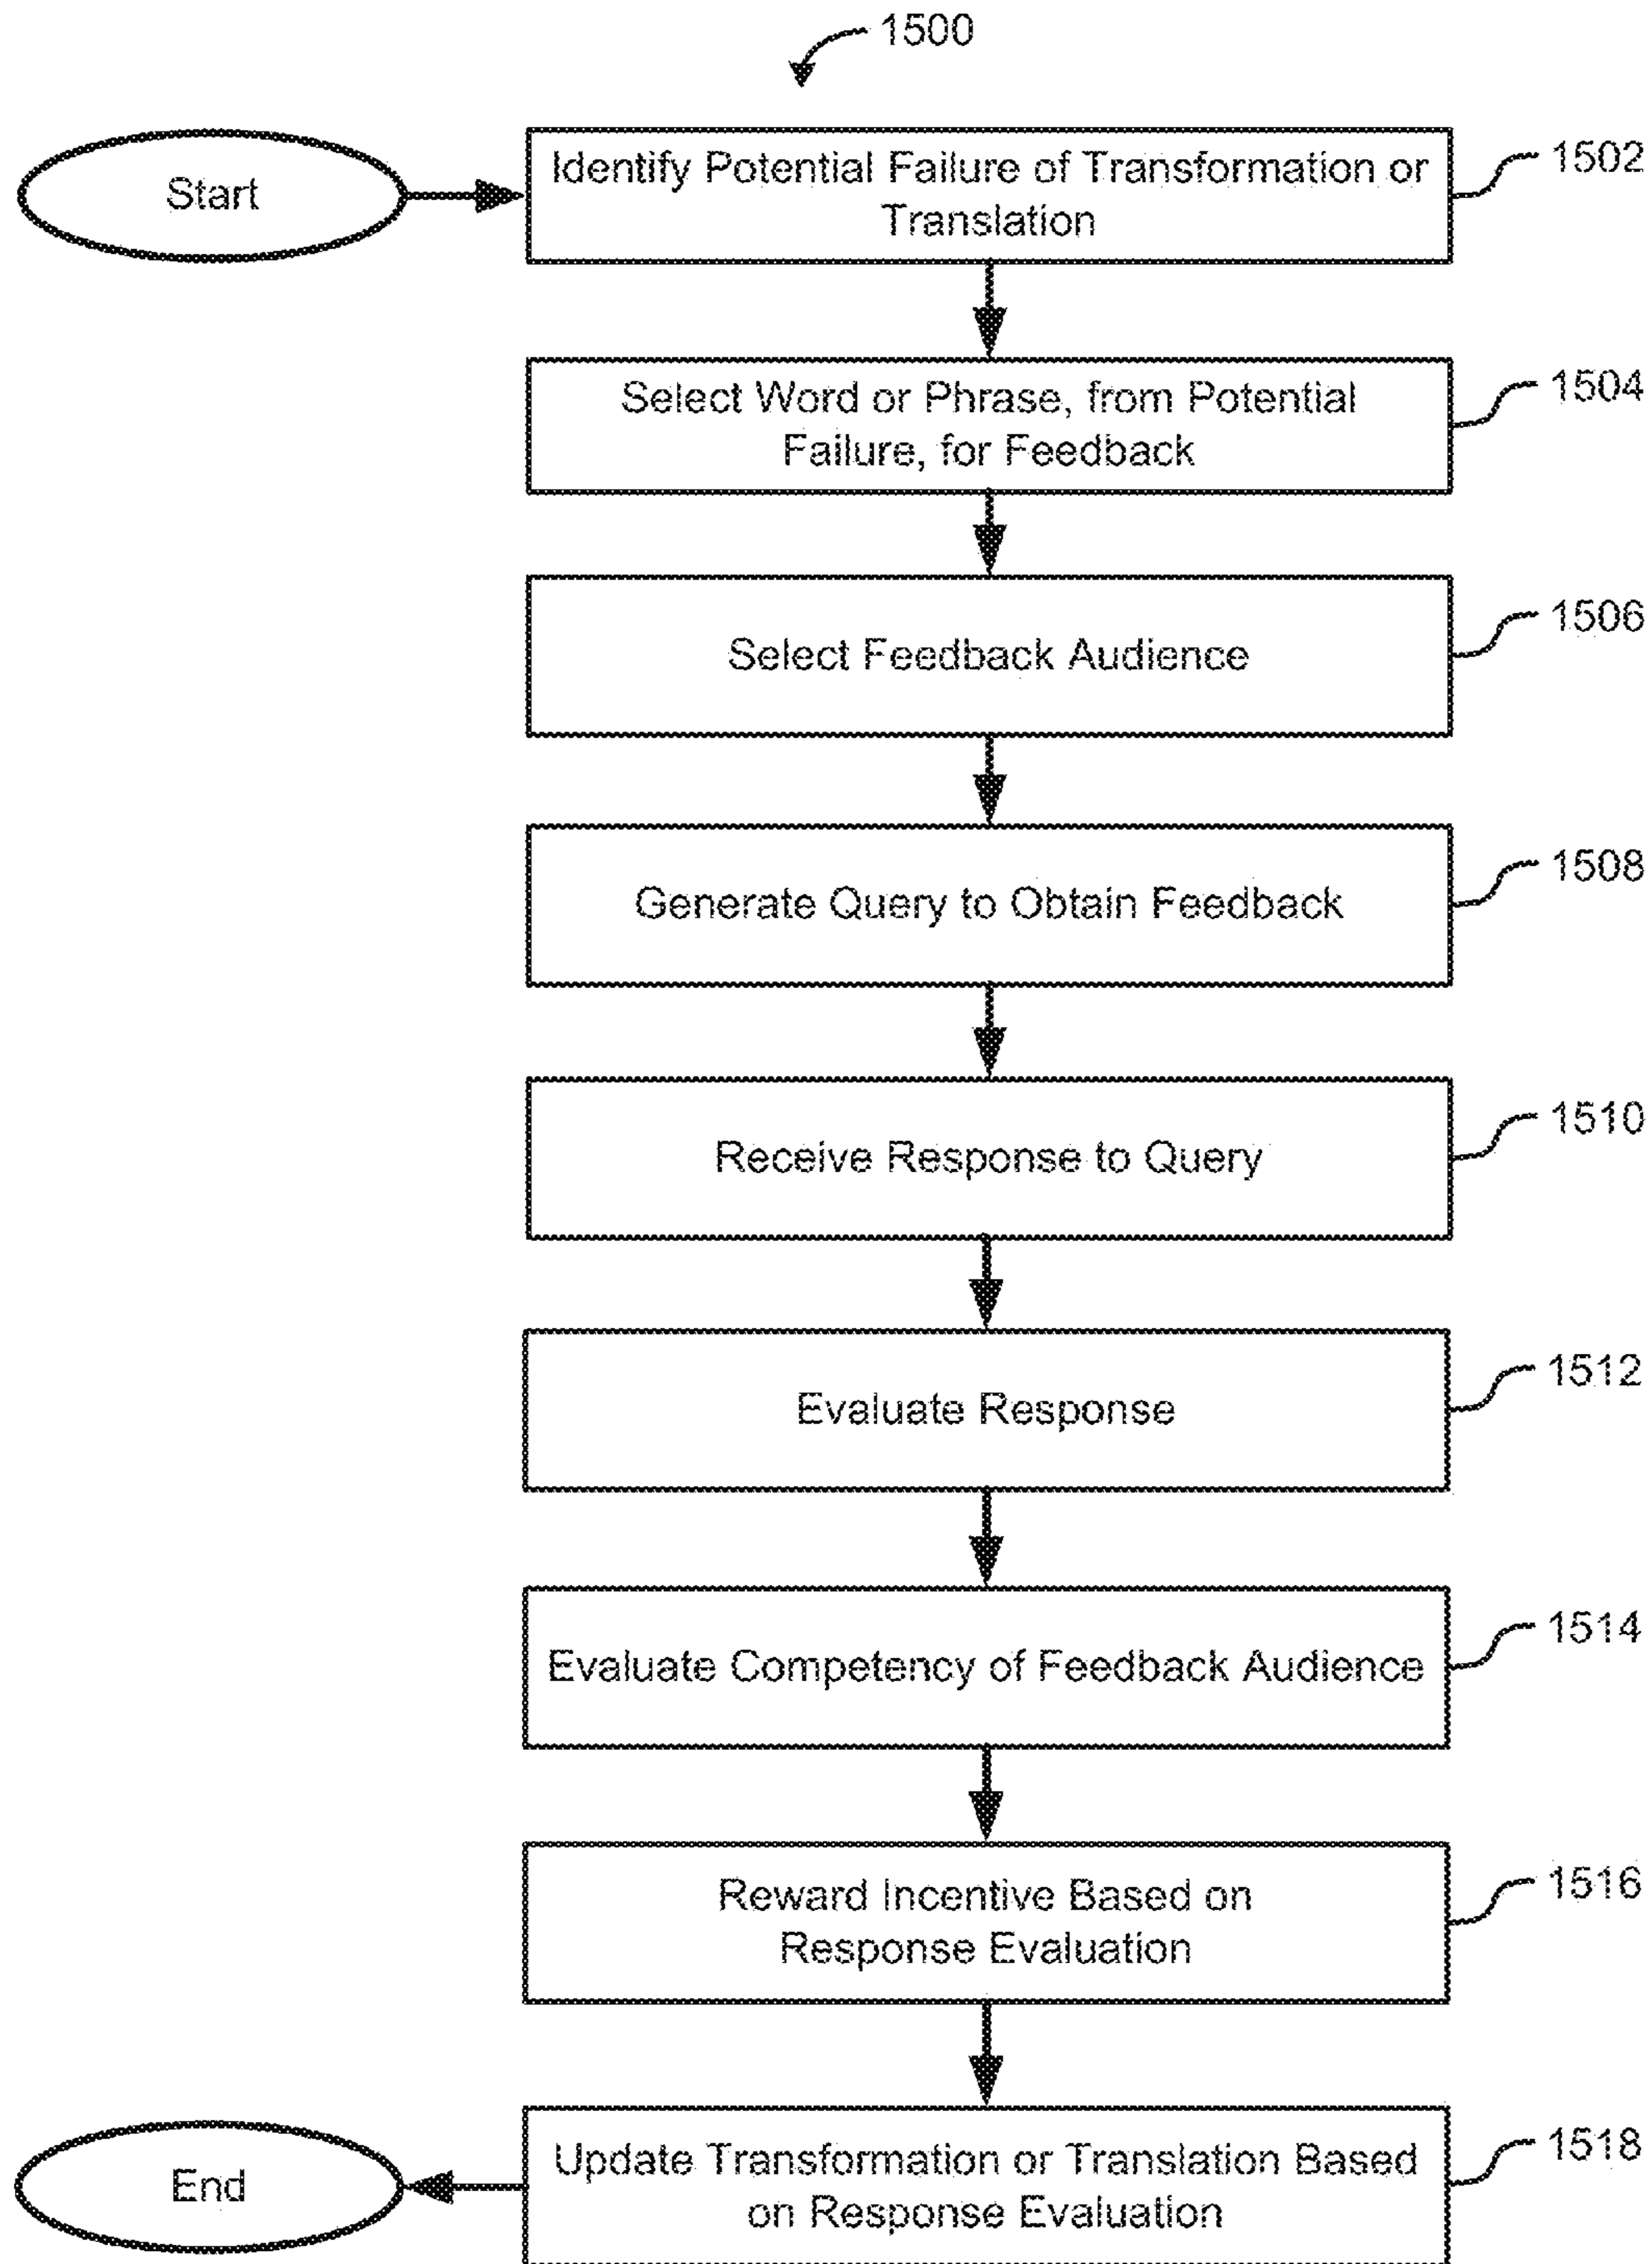 1500
Start
Identify Potential Failure of Transformation or
Translation
1502
Select Word or Phrase, from Potential
Failure, for Feedback
1504
Select Feedback Audience
1506
Generate Query to Obtain Feedback
1508
Receive Response to Query
1510
Evaluate Response
1512
Evaluate Competency of Feedback Audience
1514
Reward Incentive Based on
Response Evaluation
1516
Update Transformation or Translation Based
on Response Evaluation
1518
End